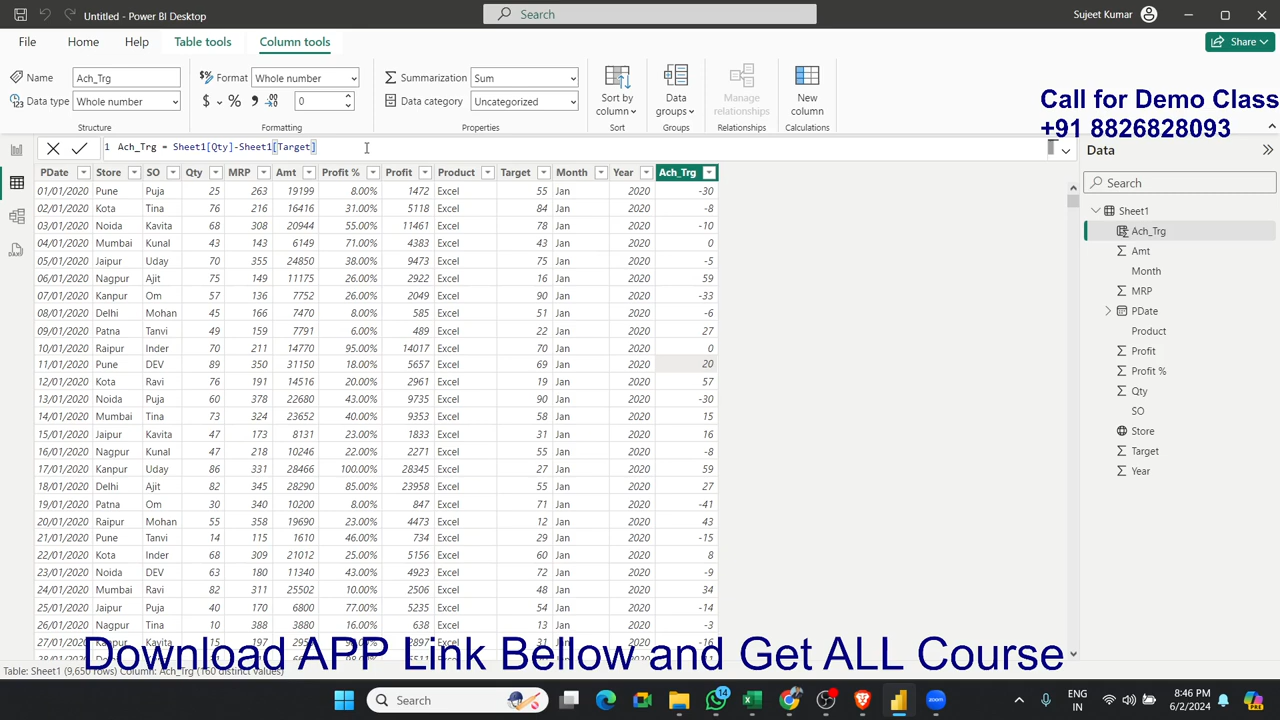 Untitled - Power BI Desktop
Search
Sujeet Kumar
File
Home
Help
Table tools
Column tools
Share
Name
Ach_Trg
Data type
Whole number
Structure
Format
Whole number
$
%
0
Formatting
Summarization
Sum
Data category
Uncategorized
Properties
Sort by
column
Sort
Data
groups
Groups
Manage
relationships
Relationships
New
column
Calculations
Call for Demo Class
+91 8826828093
1 Ach_Trg = Sheet1[Qty]-Sheet1[Target]
Data
Search
Sheet1
Ach_Trg
Amt
Month
MRP
PDate
Product
Profit
Profit %
Qty
SO
Store
Target
Year
PDate Store SO Qty MRP Amt Profit % Profit Product Target Month Year Ach_Trg
01/01/2020 Pune Puja 25 263 19199 8.00% 1472 Excel 55 Jan 2020 -30
02/01/2020 Kota Tina 76 216 16416 31.00% 5118 Excel 84 Jan 2020 -8
03/01/2020 Noida Kavita 68 308 20944 55.00% 11461 Excel 78 Jan 2020 -10
04/01/2020 Mumbai Kunal 43 143 6149 71.00% 4383 Excel 43 Jan 2020 0
05/01/2020 Jaipur Uday 70 355 24850 38.00% 9473 Excel 75 Jan 2020 -5
06/01/2020 Nagpur Ajit 75 149 11175 26.00% 2922 Excel 16 Jan 2020 59
07/01/2020 Kanpur Om 57 136 7752 26.00% 2049 Excel 90 Jan 2020 -33
08/01/2020 Delhi Mohan 45 166 7470 8.00% 585 Excel 51 Jan 2020 -6
09/01/2020 Patna Tanvi 49 159 7791 6.00% 489 Excel 22 Jan 2020 27
10/01/2020 Raipur Inder 70 211 14770 95.00% 14017 Excel 70 Jan 2020 0
11/01/2020 Pune DEV 89 350 31150 18.00% 5657 Excel 69 Jan 2020 20
12/01/2020 Kota Ravi 76 191 14516 20.00% 2961 Excel 19 Jan 2020 57
13/01/2020 Noida Puja 60 378 22680 43.00% 9735 Excel 90 Jan 2020 -30
14/01/2020 Mumbai Tina 73 324 23652 40.00% 9353 Excel 58 Jan 2020 15
15/01/2020 Jaipur Kavita 47 173 8131 23.00% 1833 Excel 31 Jan 2020 16
16/01/2020 Nagpur Kunal 47 218 10246 22.00% 2271 Excel 55 Jan 2020 -8
17/01/2020 Kanpur Uday 86 331 28466 100.00% 28345 Excel 27 Jan 2020 59
18/01/2020 Delhi Ajit 82 345 28290 85.00% 23958 Excel 55 Jan 2020 27
19/01/2020 Patna Om 30 340 10200 8.00% 847 Excel 71 Jan 2020 -41
20/01/2020 Raipur Mohan 55 358 19690 23.00% 4473 Excel 12 Jan 2020 43
21/01/2020 Pune Tanvi 14 115 1610 46.00% 734 Excel 29 Jan 2020 -15
22/01/2020 Kota Inder 68 309 21012 25.00% 5156 Excel 60 Jan 2020 8
23/01/2020 Noida DEV 63 180 11340 43.00% 4923 Excel 72 Jan 2020 -9
24/01/2020 Mumbai Ravi 82 311 25502 10.00% 2506 Excel 48 Jan 2020 34
25/01/2020 Jaipur Puja 40 170 6800 77.00% 5235 Excel 54 Jan 2020 -14
26/01/2020 Nagpur Tina 10 388 3880 16.00% 638 Excel 13 Jan 2020 -3
Download APP Link Bellow and Get ALL Course
Table: Sheet1 (9,650 rows) Column: Ach_Trg (160 distinct values)
Search
14
ENG
IN
8:46 PM
6/2/2024